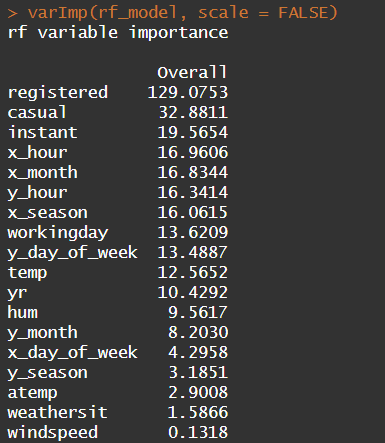 > varImp(rf_model, scale = FALSE)
rf variable importance
Overall
registered 129.0753
casual 32.8811
instant 19.5654
x_hour 16.9606
x_month 16.8344
y_hour 16.3414
x_season 16.0615
workingday 13.6209
y_day_of_week 13.4887
temp 12.5652
yr 10.4292
hum 9.5617
y_month 8.2030
x_day_of_week 4.2958
y_season 3.1851
atemp 2.9008
weathersit 1.5866
windspeed 0.1318